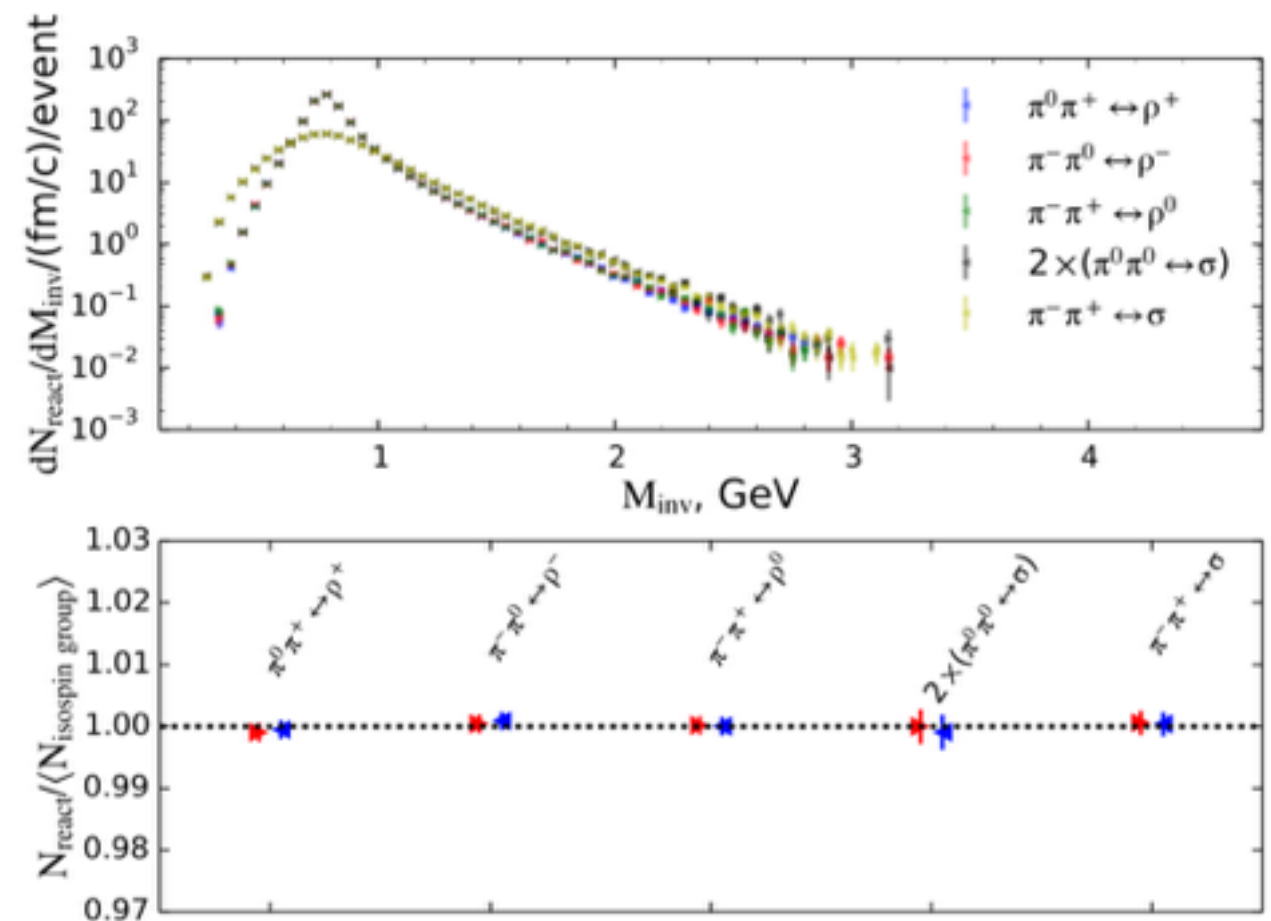 dN_react/dM_inv/(fm/c)/event
10³
10²
10¹
10⁰
10⁻¹
10⁻²
10⁻³
π⁰π⁺↔ρ⁺
π⁻π⁰↔ρ⁻
π⁻π⁺↔ρ⁰
2×(π⁰π⁰↔σ)
π⁻π⁺↔σ
1 2 3 4
M_inv, GeV
N_react/⟨N_isospin group⟩
1.03
1.02
1.01
1.00
0.99
0.98
0.97
π⁰π⁺↔ρ⁺
π⁻π⁰↔ρ⁻
π⁻π⁺↔ρ⁰
2×(π⁰π⁰↔σ)
π⁻π⁺↔σ